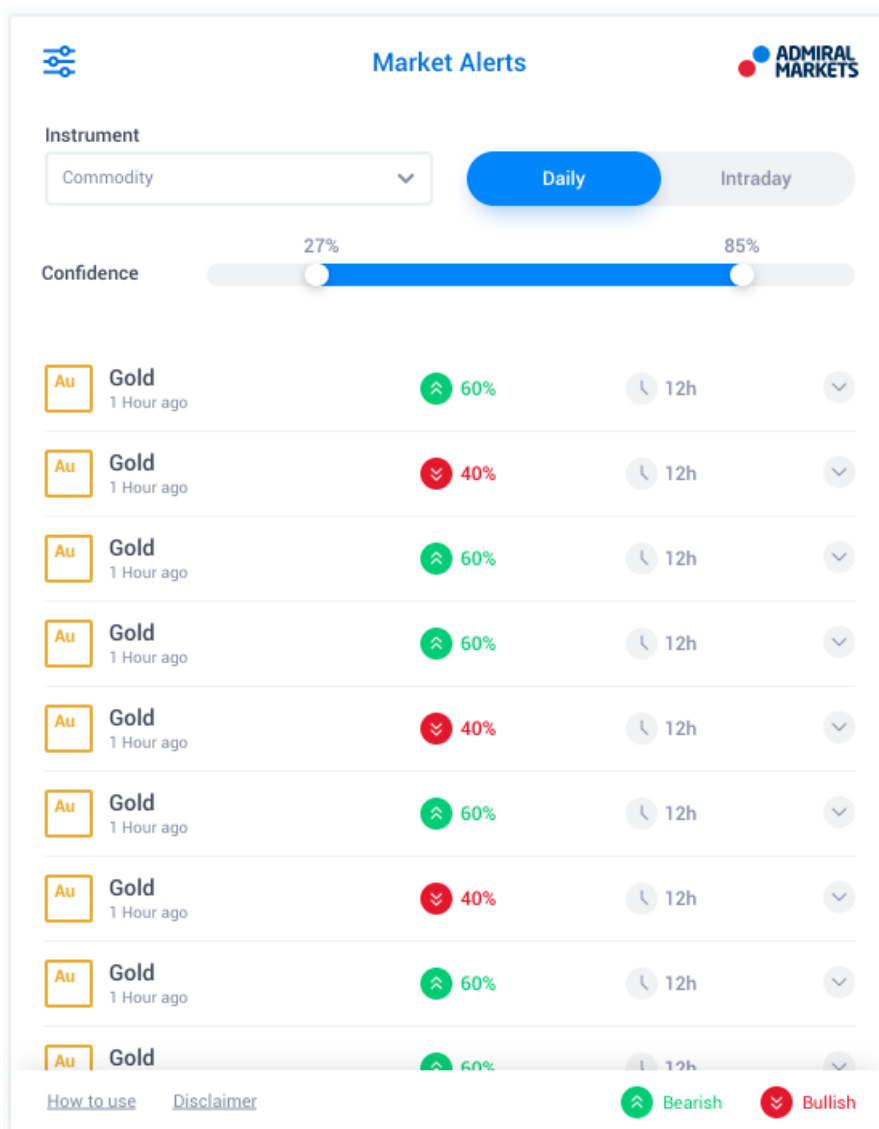 Market Alerts
ADMIRAL
MARKETS
Instrument
Commodity
Daily
Intraday
27%
85%
Confidence
Au
Gold
1 Hour ago
60%
12h
Au
Gold
1 Hour ago
40%
12h
Au
Gold
1 Hour ago
60%
12h
Au
Gold
1 Hour ago
60%
12h
Au
Gold
1 Hour ago
40%
12h
Au
Gold
1 Hour ago
60%
12h
Au
Gold
1 Hour ago
40%
12h
Au
Gold
1 Hour ago
60%
12h
Au
Gold
60%
12h
How to use
Disclaimer
Bearish
Bullish